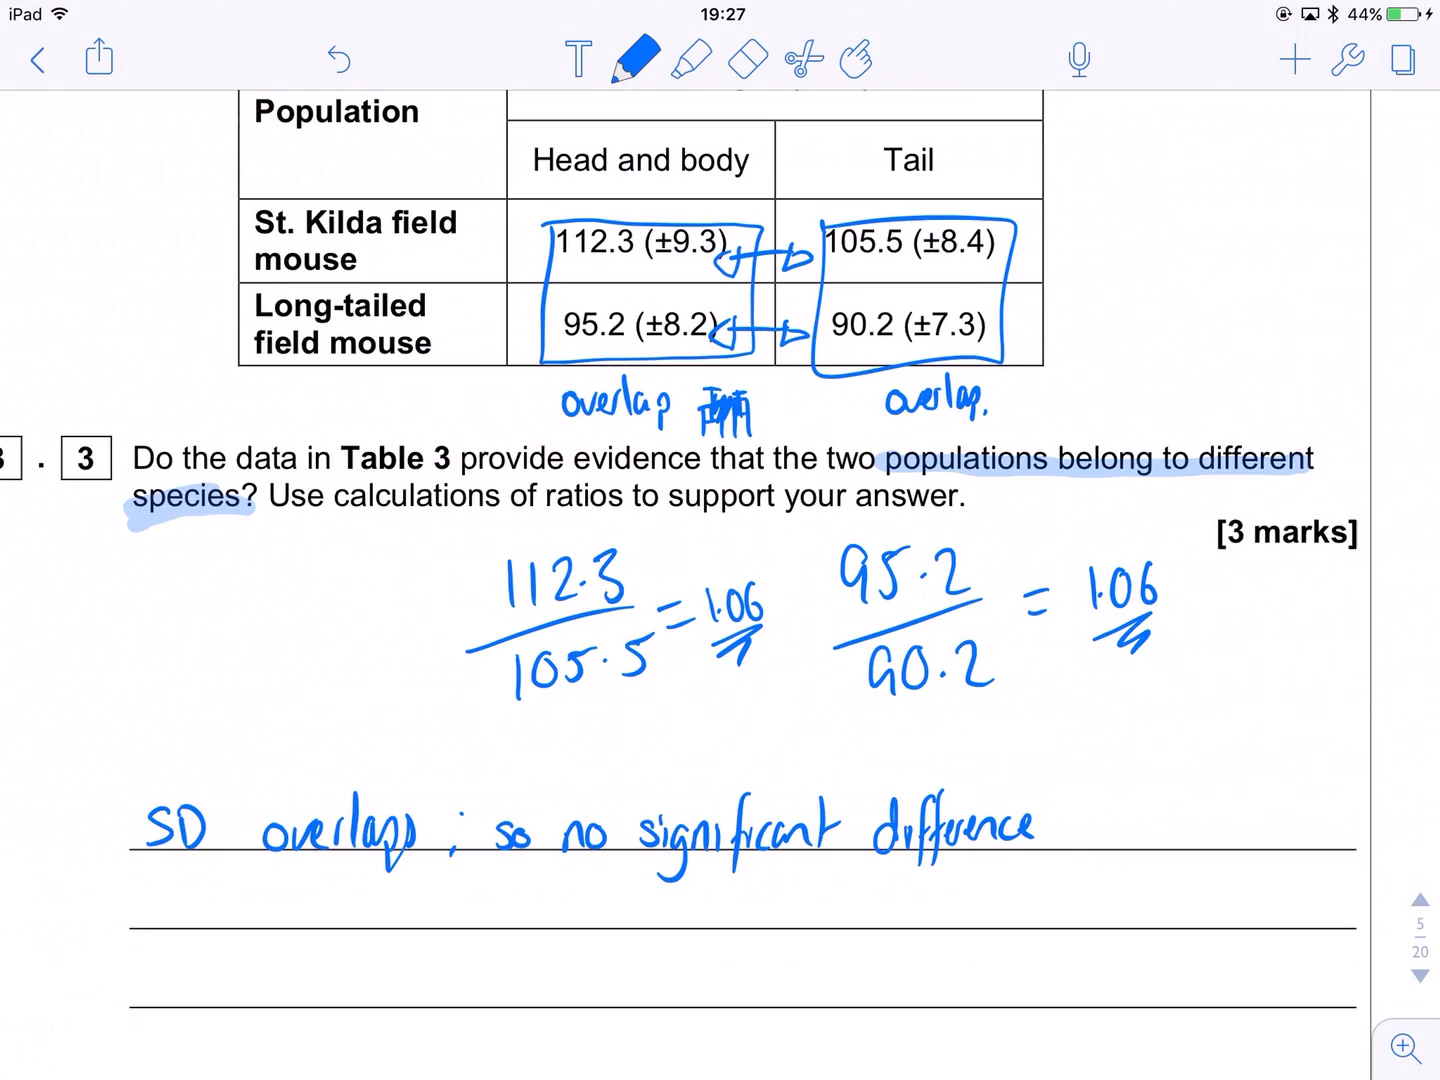 iPad 19:27 44%
Population
Head and body Tail
St. Kilda field mouse 112.3 (±9.3) 105.5 (±8.4)
Long-tailed field mouse 95.2 (±8.2) 90.2 (±7.3)
overlap overlap.
3 . 3 Do the data in Table 3 provide evidence that the two populations belong to different
species? Use calculations of ratios to support your answer.
[3 marks]
112.3 / 105.5 = 1.06 95.2 / 90.2 = 1.06
SD overlaps; so no significant difference
5
20